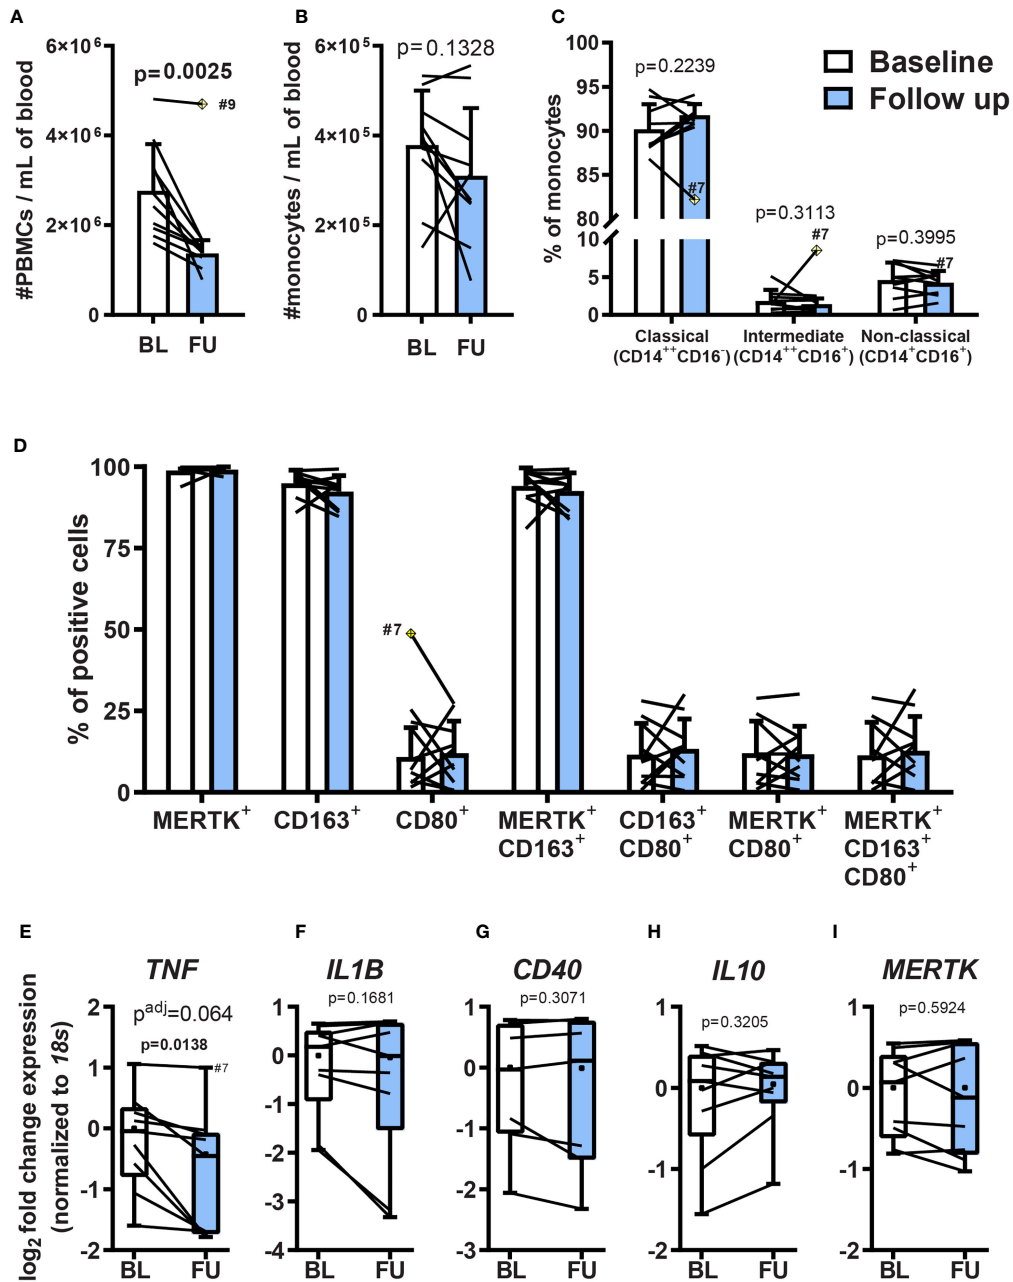 A
B
C
#PBMCs / mL of blood
6×10⁶
4×10⁶
2×10⁶
0
p=0.0025
#9
BL FU
#monocytes / mL of blood
6×10⁵
4×10⁵
2×10⁵
0
p=0.1328
BL FU
% of monocytes
100
95
90
85
80
10
5
0
p=0.2239
#7
p=0.3113
#7
p=0.3995
#7
Baseline
Follow up
Classical
(CD14⁺⁺CD16⁻)
Intermediate
(CD14⁺⁺CD16⁺)
Non-classical
(CD14⁺CD16⁺)
D
% of positive cells
100
75
50
25
0
#7
MERTK⁺
CD163⁺
CD80⁺
MERTK⁺
CD163⁺
CD163⁺
CD80⁺
MERTK⁺
CD80⁺
MERTK⁺
CD163⁺
CD80⁺
E
F
G
H
I
log₂ fold change expression
(normalized to 18s)
TNF
pᵃᵈʲ=0.064
p=0.0138
#7
2
1
0
-1
-2
BL FU
IL1B
p=0.1681
1
0
-1
-2
-3
-4
BL FU
CD40
p=0.3071
1
0
-1
-2
-3
BL FU
IL10
p=0.3205
1
0
-1
-2
BL FU
MERTK
p=0.5924
1
0
-1
-2
BL FU